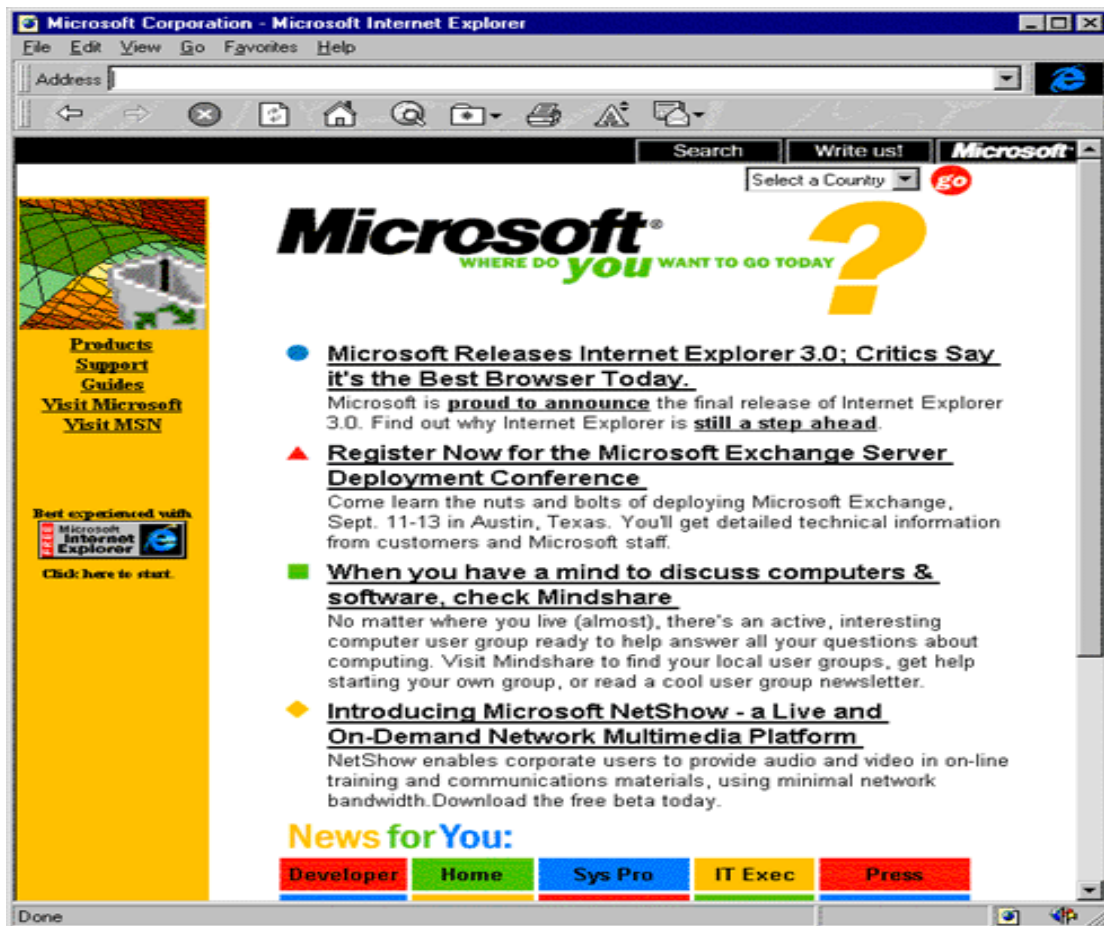 Microsoft Corporation - Microsoft Internet Explorer
File Edit View Go Favorites Help
Address
Search Write us! Microsoft
Select a Country go
Microsoft®
WHERE DO you WANT TO GO TODAY
?
Products
Support
Guides
Visit Microsoft
Visit MSN
Best experienced with
FREE
Microsoft
Internet
Explorer
Click here to start.
Microsoft Releases Internet Explorer 3.0; Critics Say
it's the Best Browser Today.
Microsoft is proud to announce the final release of Internet Explorer
3.0. Find out why Internet Explorer is still a step ahead.
Register Now for the Microsoft Exchange Server
Deployment Conference
Come learn the nuts and bolts of deploying Microsoft Exchange,
Sept. 11-13 in Austin, Texas. You'll get detailed technical information
from customers and Microsoft staff.
When you have a mind to discuss computers &
software, check Mindshare
No matter where you live (almost), there's an active, interesting
computer user group ready to help answer all your questions about
computing. Visit Mindshare to find your local user groups, get help
starting your own group, or read a cool user group newsletter.
Introducing Microsoft NetShow - a Live and
On-Demand Network Multimedia Platform
NetShow enables corporate users to provide audio and video in on-line
training and communications materials, using minimal network
bandwidth.Download the free beta today.
News for You:
Developer Home Sys Pro IT Exec Press
Done